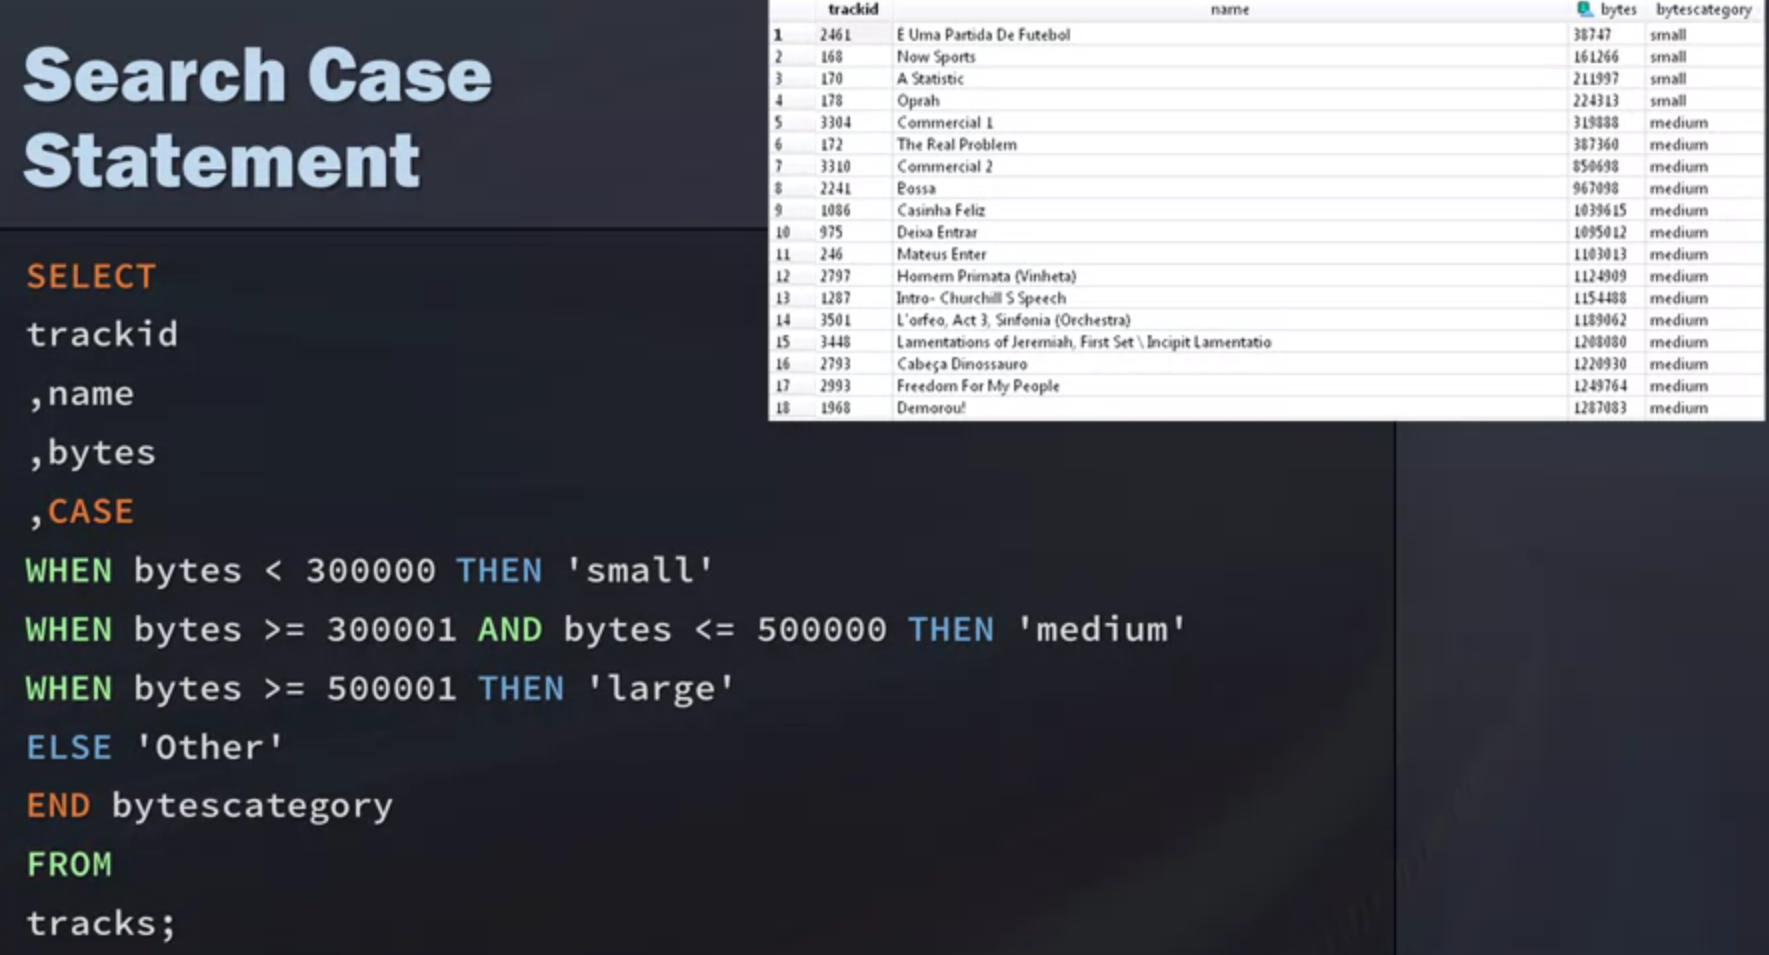 Search Case
Statement
trackid name bytes bytescategory
1 2461 É Uma Partida De Futebol 38747 small
2 168 Now Sports 161266 small
3 170 A Statistic 211997 small
4 178 Oprah 224313 small
5 3304 Commercial 1 319888 medium
6 172 The Real Problem 387360 medium
7 3310 Commercial 2 850698 medium
8 2241 Bossa 967098 medium
9 1086 Casinha Feliz 1039615 medium
10 975 Deixa Entrar 1095012 medium
11 246 Mateus Enter 1103013 medium
12 2797 Homem Primata (Vinheta) 1124909 medium
13 1287 Intro- Churchill S Speech 1154488 medium
14 3501 L'orfeo, Act 3, Sinfonia (Orchestra) 1189062 medium
15 3448 Lamentations of Jeremiah, First Set \ Incipit Lamentatio 1208080 medium
16 2793 Cabeça Dinossauro 1220930 medium
17 2993 Freedom For My People 1249764 medium
18 1968 Demorou! 1287083 medium
SELECT
trackid
,name
,bytes
,CASE
WHEN bytes < 300000 THEN 'small'
WHEN bytes >= 300001 AND bytes <= 500000 THEN 'medium'
WHEN bytes >= 500001 THEN 'large'
ELSE 'Other'
END bytescategory
FROM
tracks;